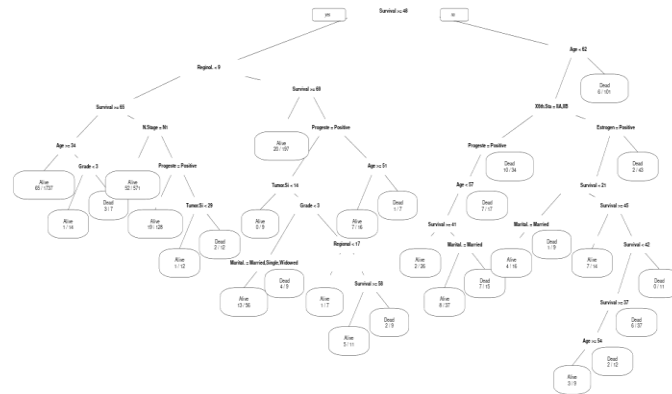 yes
Survival >= 48
no
Age < 62
Regional. < 9
Dead
6 / 101
Survival >= 68
Survival >= 65
X6th.Sta = IIA,IIB
N.Stage = N1
Alive
20 / 197
Progeste = Positive
Estrogen = Positive
Age >= 34
Progeste = Positive
Dead
10 / 34
Dead
2 / 43
Grade < 3
Progeste = Positive
Age >= 51
Alive
65 / 1737
Alive
52 / 571
Tumor.Si < 14
Age < 57
Dead
7 / 17
Survival >= 21
Dead
3 / 7
Alive
1 / 14
Alive
10 / 128
Tumor.Si < 29
Alive
0 / 9
Grade < 3
Alive
7 / 16
Dead
1 / 7
Survival >= 41
Marital. = Married
Survival >= 45
Alive
1 / 12
Dead
2 / 12
Regional < 17
Marital. = Married
Dead
1 / 9
Survival < 42
Marital. = Married,Single,Widowed
Dead
4 / 9
Alive
2 / 26
Alive
4 / 16
Alive
7 / 14
Alive
13 / 56
Alive
1 / 7
Survival >= 58
Alive
8 / 37
Dead
7 / 15
Dead
0 / 11
Survival >= 37
Alive
5 / 11
Dead
2 / 9
Dead
6 / 37
Age >= 54
Dead
2 / 12
Alive
3 / 9